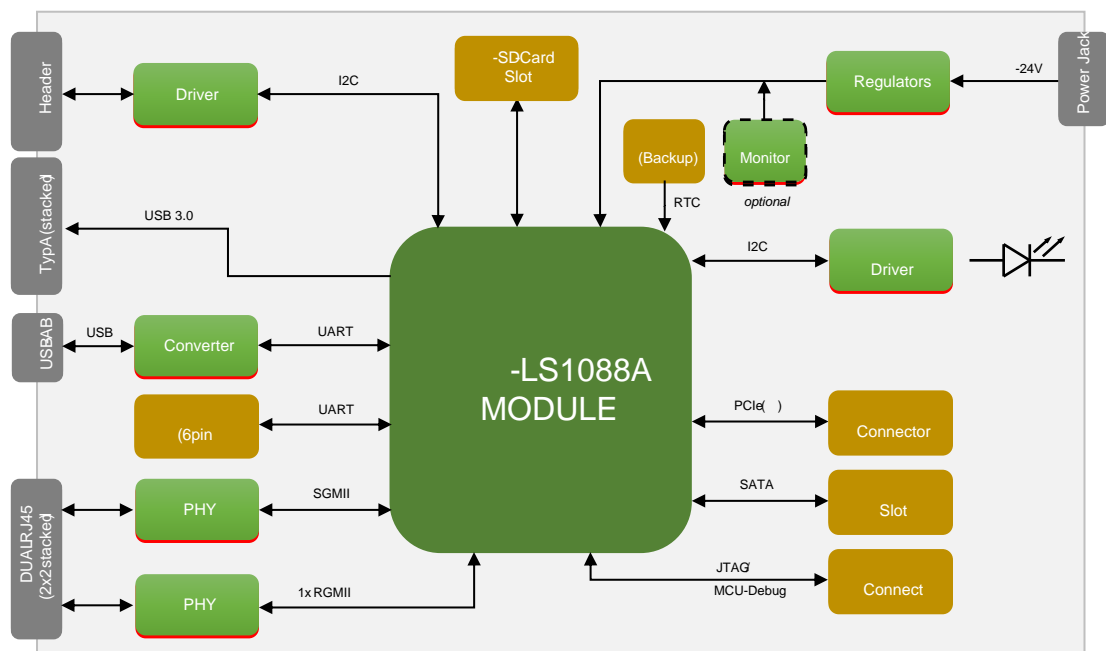 Header
Driver
I2C
-SDCard
Slot
Regulators
-24V
Power Jack
(Backup)
Monitor
RTC
optional
TypA(stacked)
USB 3.0
I2C
Driver
USBAB
USB
Converter
UART
-LS1088A
MODULE
(6pin
UART
PCIe( )
Connector
DUALRJ45
(2x2stacked)
PHY
SGMII
SATA
Slot
PHY
1x RGMII
JTAG/
MCU-Debug
Connect